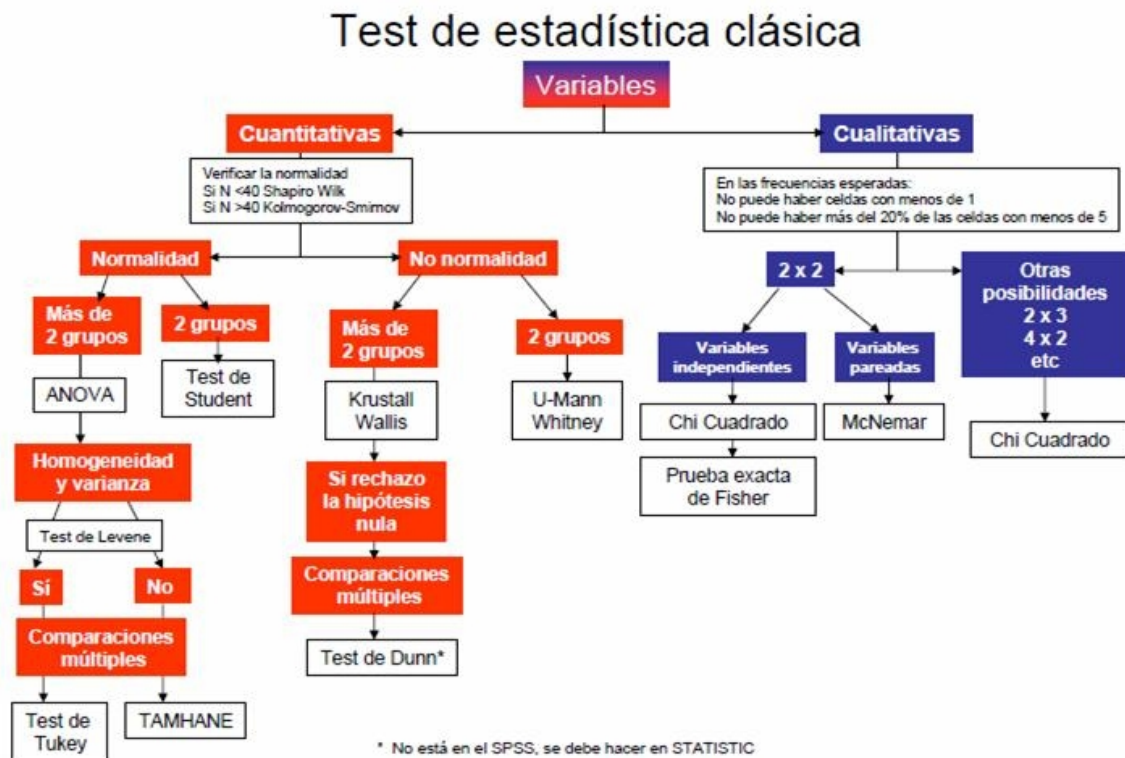 Test de estadística clásica
Variables
Cuantitativas
Cualitativas
Verificar la normalidad
Si N <40 Shapiro Wilk
Si N >40 Kolmogorov-Smirnov
En las frecuencias esperadas:
No puede haber celdas con menos de 1
No puede haber más del 20% de las celdas con menos de 5
Normalidad
No normalidad
2 x 2
Otras
posibilidades
2 x 3
4 x 2
etc
Más de
2 grupos
2 grupos
Más de
2 grupos
2 grupos
Variables
independientes
Variables
pareadas
ANOVA
Test de
Student
Krustall
Wallis
U-Mann
Whitney
Chi Cuadrado
McNemar
Chi Cuadrado
Homogeneidad
y varianza
Si rechazo
la hipótesis
nula
Prueba exacta
de Fisher
Test de Levene
Sí
No
Comparaciones
múltiples
Comparaciones
múltiples
Test de Dunn*
Test de
Tukey
TAMHANE
* No está en el SPSS, se debe hacer en STATISTIC